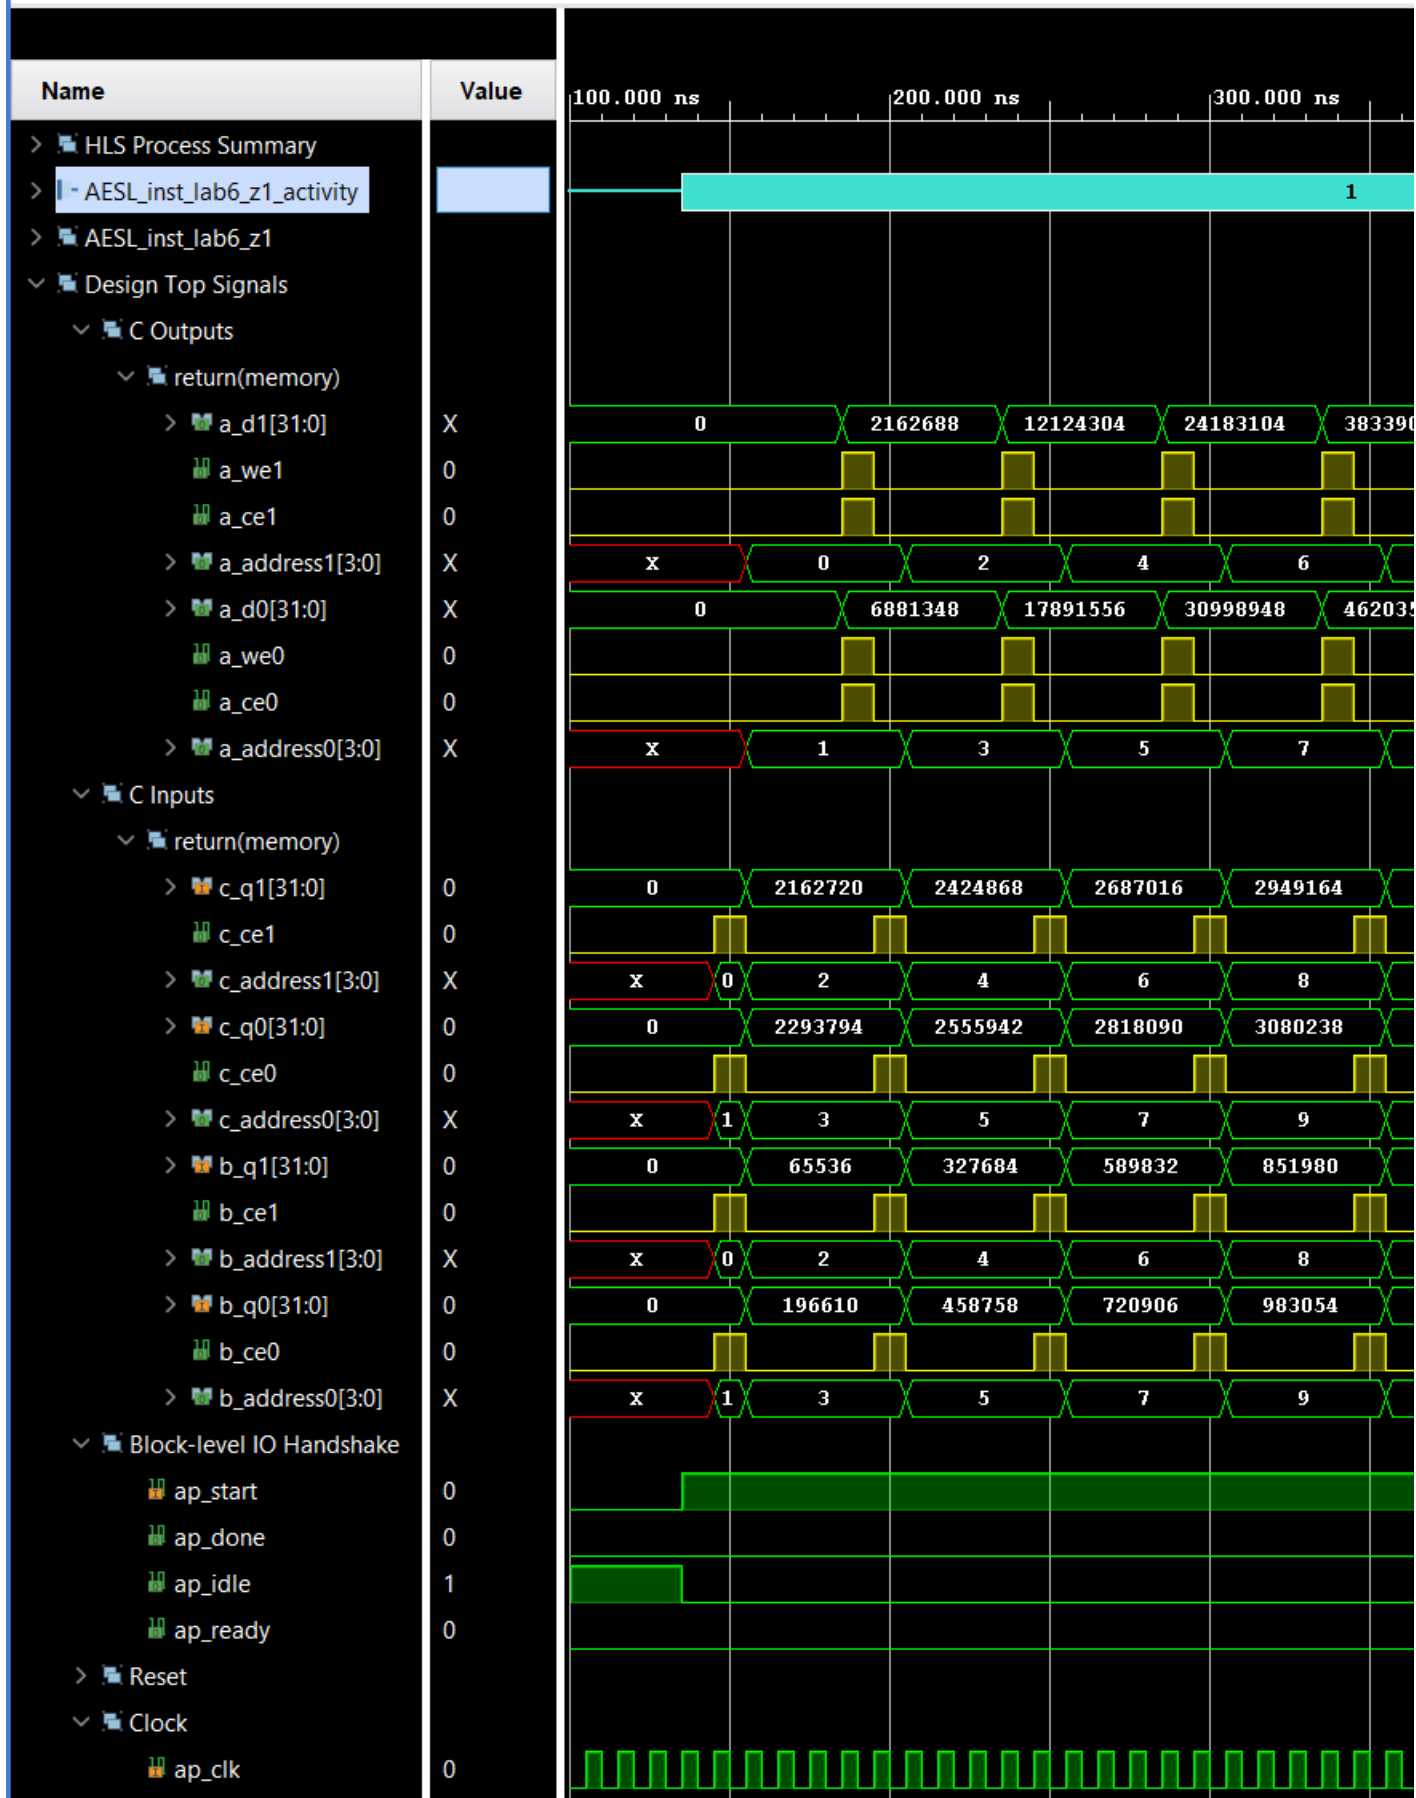 Name Value 100.000 ns 200.000 ns 300.000 ns
HLS Process Summary
AESL_inst_lab6_z1_activity 1
AESL_inst_lab6_z1
Design Top Signals
C Outputs
return(memory)
a_d1[31:0] X 0 2162688 12124304 24183104 383390
a_we1 0
a_ce1 0
a_address1[3:0] X X 0 2 4 6
a_d0[31:0] X 0 6881348 17891556 30998948 462035
a_we0 0
a_ce0 0
a_address0[3:0] X X 1 3 5 7
C Inputs
return(memory)
c_q1[31:0] 0 0 2162720 2424868 2687016 2949164
c_ce1 0
c_address1[3:0] X X 0 2 4 6 8
c_q0[31:0] 0 0 2293794 2555942 2818090 3080238
c_ce0 0
c_address0[3:0] X X 1 3 5 7 9
b_q1[31:0] 0 0 65536 327684 589832 851980
b_ce1 0
b_address1[3:0] X X 0 2 4 6 8
b_q0[31:0] 0 0 196610 458758 720906 983054
b_ce0 0
b_address0[3:0] X X 1 3 5 7 9
Block-level IO Handshake
ap_start 0
ap_done 0
ap_idle 1
ap_ready 0
Reset
Clock
ap_clk 0